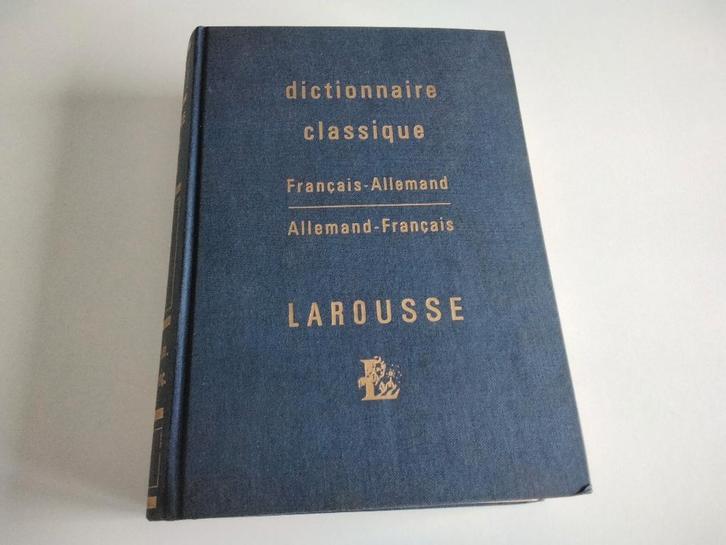 dictionnaire
classique
Français-Allemand
Allemand-Français
LAROUSSE